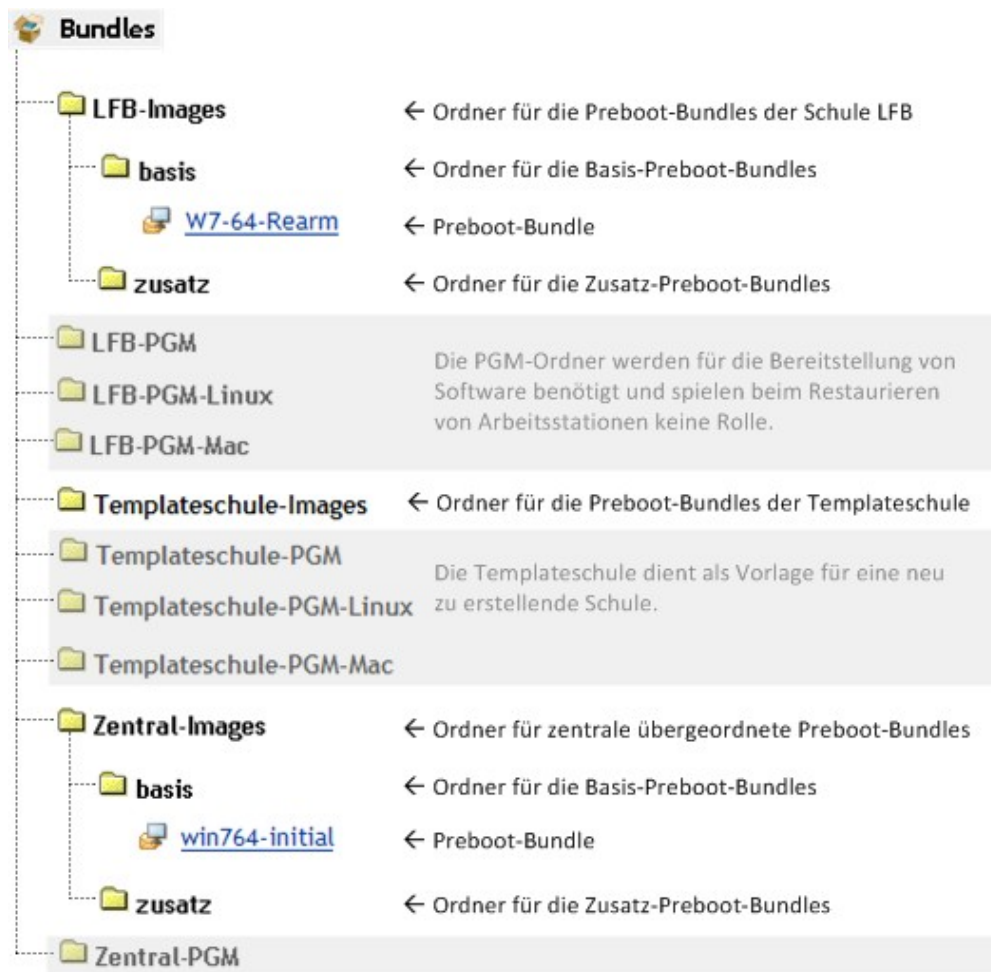 Bundles
LFB-Images ← Ordner für die Preboot-Bundles der Schule LFB
basis ← Ordner für die Basis-Preboot-Bundles
W7-64-Rearm ← Preboot-Bundle
zusatz ← Ordner für die Zusatz-Preboot-Bundles
LFB-PGM
LFB-PGM-Linux
LFB-PGM-Mac
Die PGM-Ordner werden für die Bereitstellung von
Software benötigt und spielen beim Restaurieren
von Arbeitsstationen keine Rolle.
Templateschule-Images ← Ordner für die Preboot-Bundles der Templateschule
Templateschule-PGM
Templateschule-PGM-Linux
Templateschule-PGM-Mac
Die Templateschule dient als Vorlage für eine neu
zu erstellende Schule.
Zentral-Images ← Ordner für zentrale übergeordnete Preboot-Bundles
basis ← Ordner für die Basis-Preboot-Bundles
win764-initial ← Preboot-Bundle
zusatz ← Ordner für die Zusatz-Preboot-Bundles
Zentral-PGM